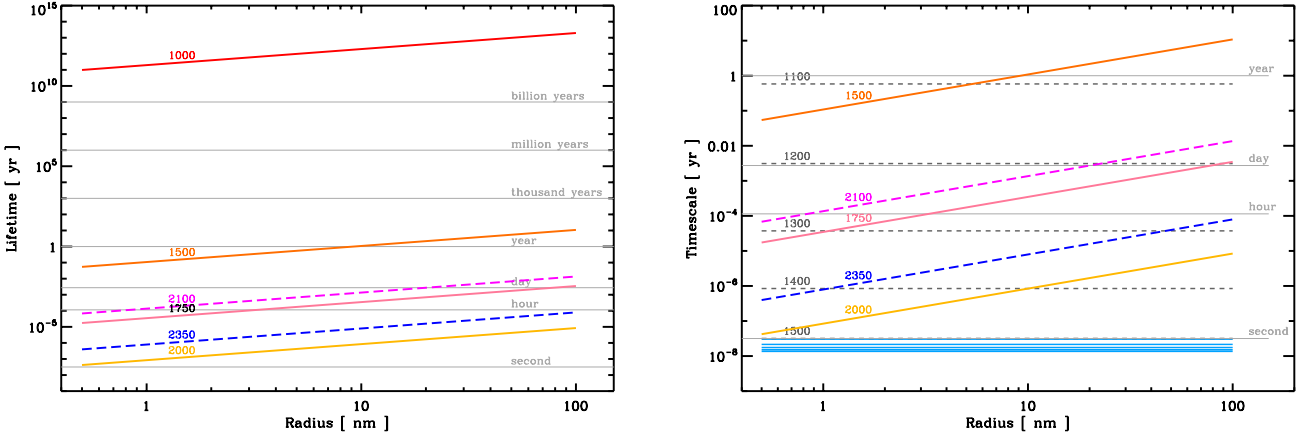 10^15
10^10
10^5
1
10^-5
Lifetime [ yr ]
1000
billion years
million years
thousand years
1500
year
2100
1750
day
hour
2350
2000
second
1
10
100
Radius [ nm ]
100
1
0.01
10^-4
10^-6
10^-8
Timescale [ yr ]
year
1100
1500
1200
day
2100
hour
1750
1300
2350
1400
2000
1500
second
1
10
100
Radius [ nm ]